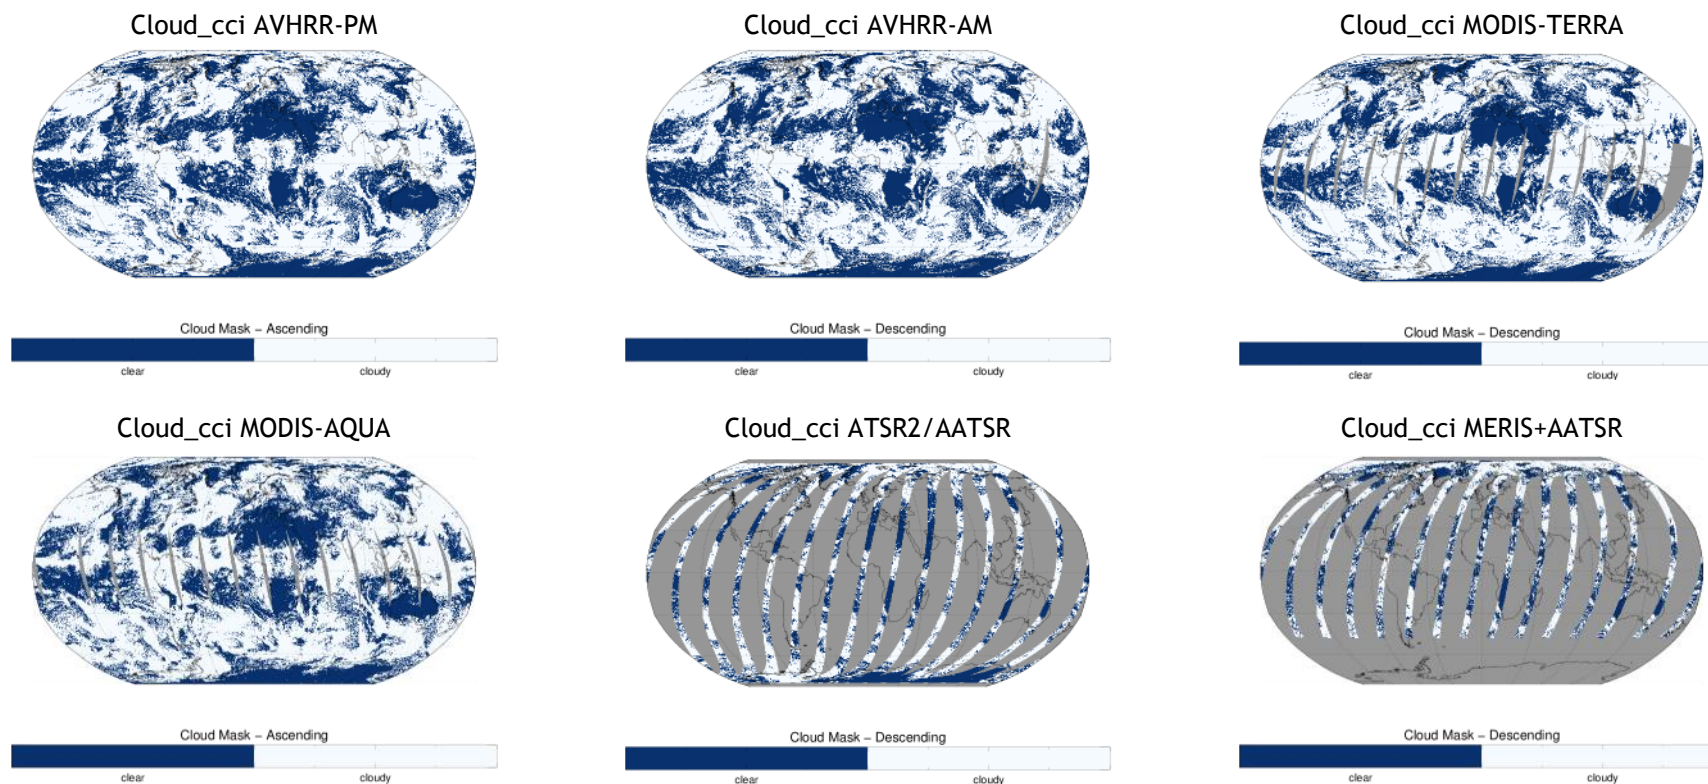 Cloud_cci AVHRR-PM
Cloud_cci AVHRR-AM
Cloud_cci MODIS-TERRA
Cloud Mask – Ascending
clear cloudy
Cloud Mask – Descending
clear cloudy
Cloud Mask – Descending
clear cloudy
Cloud_cci MODIS-AQUA
Cloud_cci ATSR2/AATSR
Cloud_cci MERIS+AATSR
Cloud Mask – Ascending
clear cloudy
Cloud Mask – Descending
clear cloudy
Cloud Mask – Descending
clear cloudy